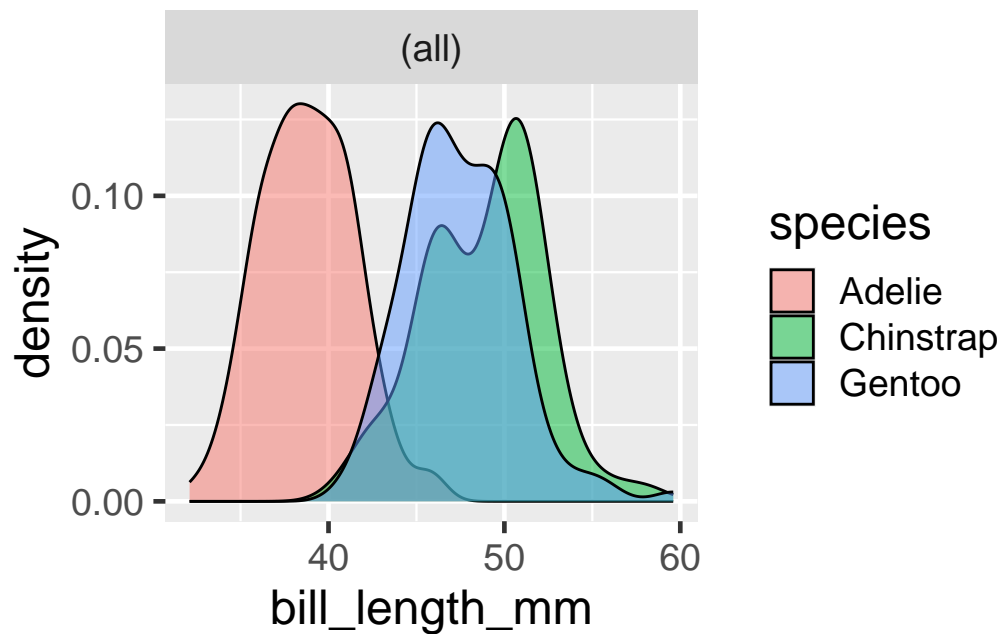 (all)
density
0.10
0.05
0.00
40 50 60
bill_length_mm
species
Adelie
Chinstrap
Gentoo